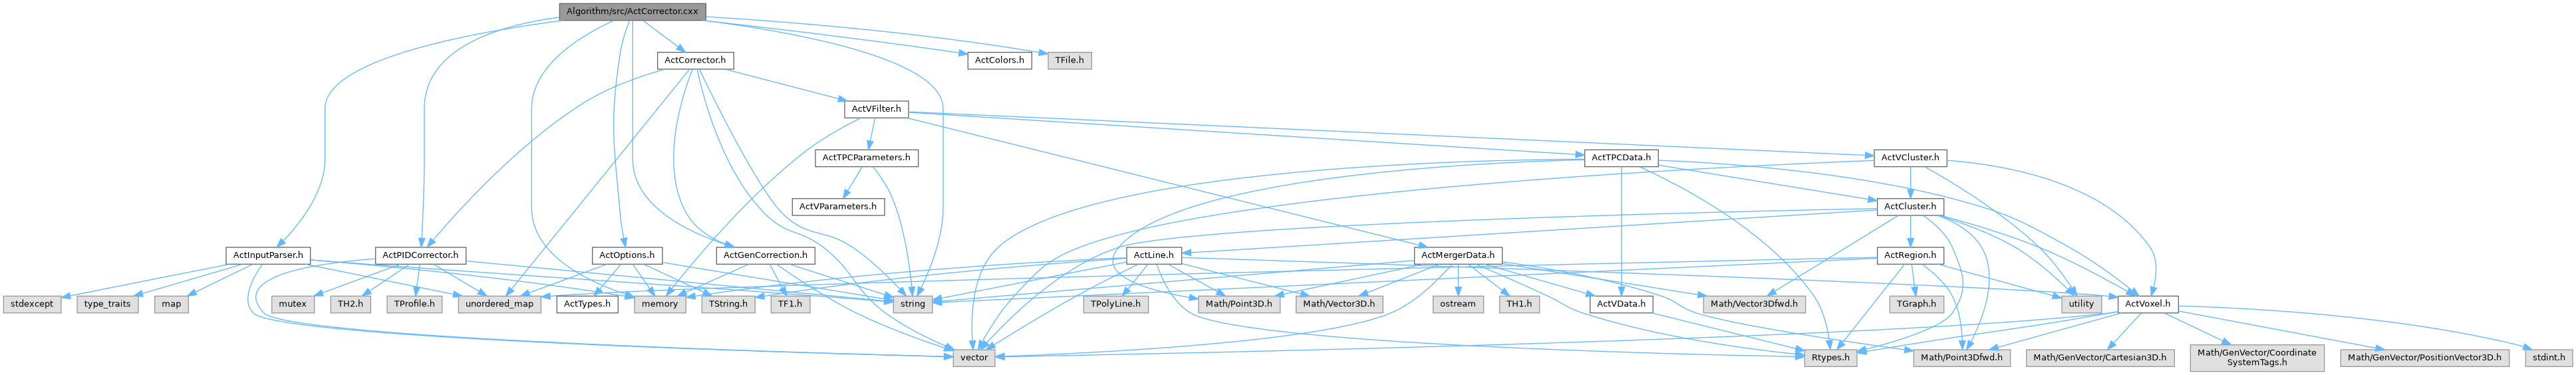 Algorithm/src/ActCorrector.cxx
ActCorrector.h
ActColors.h
TFile.h
ActVFilter.h
ActTPCParameters.h
ActTPCData.h
ActVCluster.h
ActVParameters.h
ActCluster.h
ActInputParser.h
ActPIDCorrector.h
ActOptions.h
ActGenCorrection.h
ActLine.h
ActMergerData.h
ActRegion.h
stdexcept
type_traits
map
mutex
TH2.h
TProfile.h
unordered_map
ActTypes.h
memory
TString.h
TF1.h
string
TPolyLine.h
Math/Point3D.h
Math/Vector3D.h
ostream
TH1.h
ActVData.h
Math/Vector3Dfwd.h
TGraph.h
utility
ActVoxel.h
vector
Rtypes.h
Math/Point3Dfwd.h
Math/GenVector/Cartesian3D.h
Math/GenVector/Coordinate
SystemTags.h
Math/GenVector/PositionVector3D.h
stdint.h